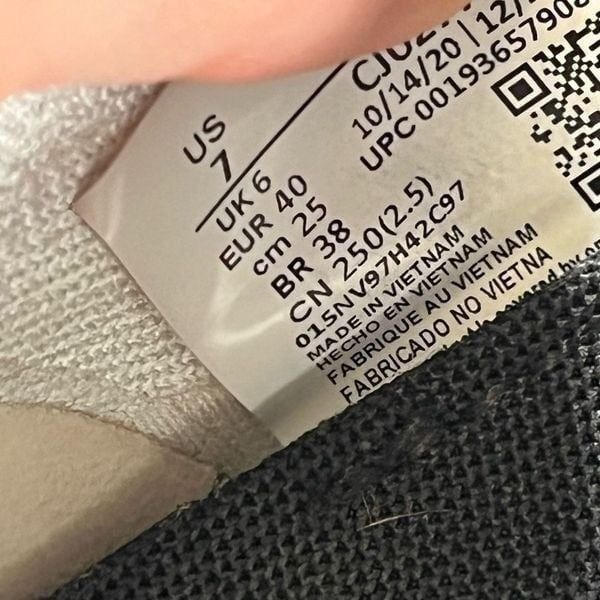 US
7
UK 6
EUR 40
cm 25
BR 38
CN 250(2.5)
10/14/20 | 12/
UPC 00193657908
015NV97H42C97
MADE IN VIETNAM
HECHO EN VIETNAM
FABRIQUE AU VIETNAM
FABRICADO NO VIETNA